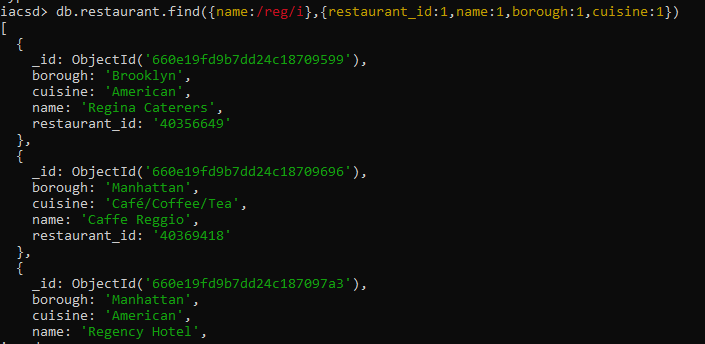 iacsd> db.restaurant.find({name:/reg/i},{restaurant_id:1,name:1,borough:1,cuisine:1})
[
  {
    _id: ObjectId('660e19fd9b7dd24c18709599'),
    borough: 'Brooklyn',
    cuisine: 'American',
    name: 'Regina Caterers',
    restaurant_id: '40356649'
  },
  {
    _id: ObjectId('660e19fd9b7dd24c18709696'),
    borough: 'Manhattan',
    cuisine: 'Café/Coffee/Tea',
    name: 'Caffe Reggio',
    restaurant_id: '40369418'
  },
  {
    _id: ObjectId('660e19fd9b7dd24c187097a3'),
    borough: 'Manhattan',
    cuisine: 'American',
    name: 'Regency Hotel',